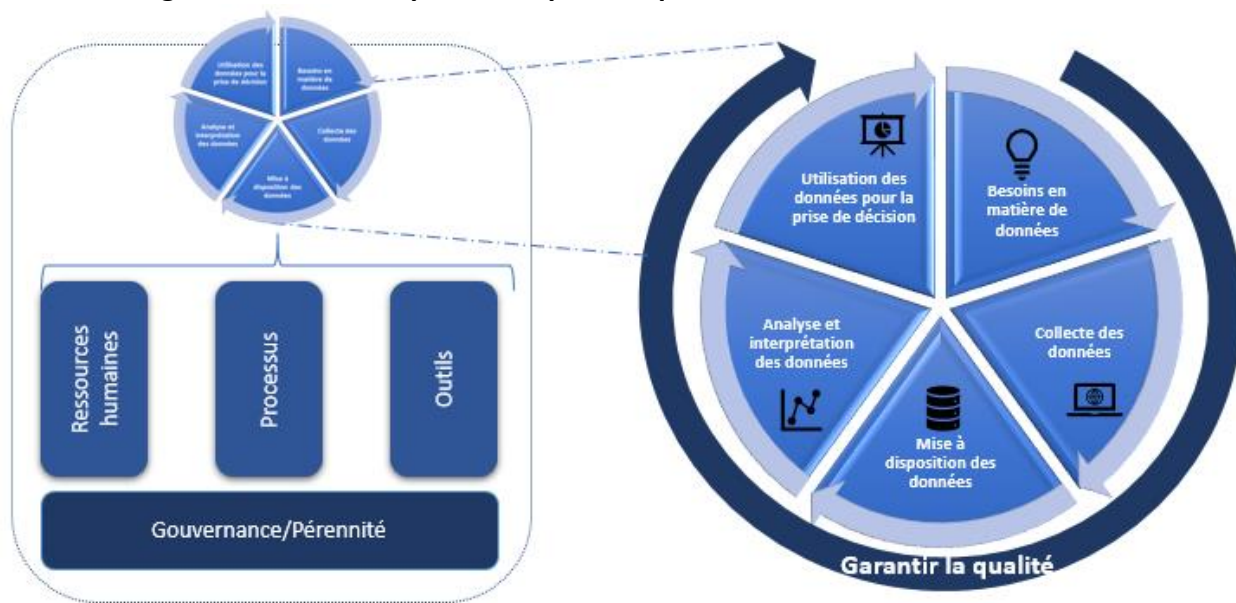 Utilisation des
données pour la
prise de décision
Besoins en
matière de
données
Analyse et
interprétation
des données
Collecte des
données
Mise à
disposition des
données
Ressources
humaines
Processus
Outils
Gouvernance/Pérennité
Utilisation des
données pour la
prise de décision
Besoins en
matière de
données
Analyse et
interprétation
des données
Collecte des
données
Mise à
disposition des
données
Garantir la qualité